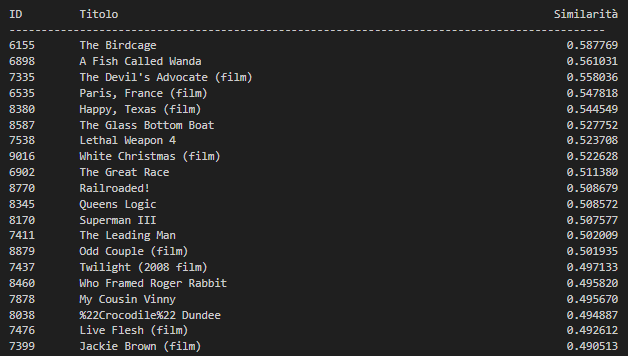 ID Titolo Similarità
--------------------------------------------------------------------------------------------
6155 The Birdcage 0.587769
6898 A Fish Called Wanda 0.561031
7335 The Devil's Advocate (film) 0.558036
6535 Paris, France (film) 0.547818
8380 Happy, Texas (film) 0.544549
8587 The Glass Bottom Boat 0.527752
7538 Lethal Weapon 4 0.523708
9016 White Christmas (film) 0.522628
6902 The Great Race 0.511380
8770 Railroaded! 0.508679
8345 Queens Logic 0.508572
8170 Superman III 0.507577
7411 The Leading Man 0.502009
8879 Odd Couple (film) 0.501935
7437 Twilight (2008 film) 0.497133
8460 Who Framed Roger Rabbit 0.495820
7878 My Cousin Vinny 0.495670
8038 %22Crocodile%22 Dundee 0.494887
7476 Live Flesh (film) 0.492612
7399 Jackie Brown (film) 0.490513